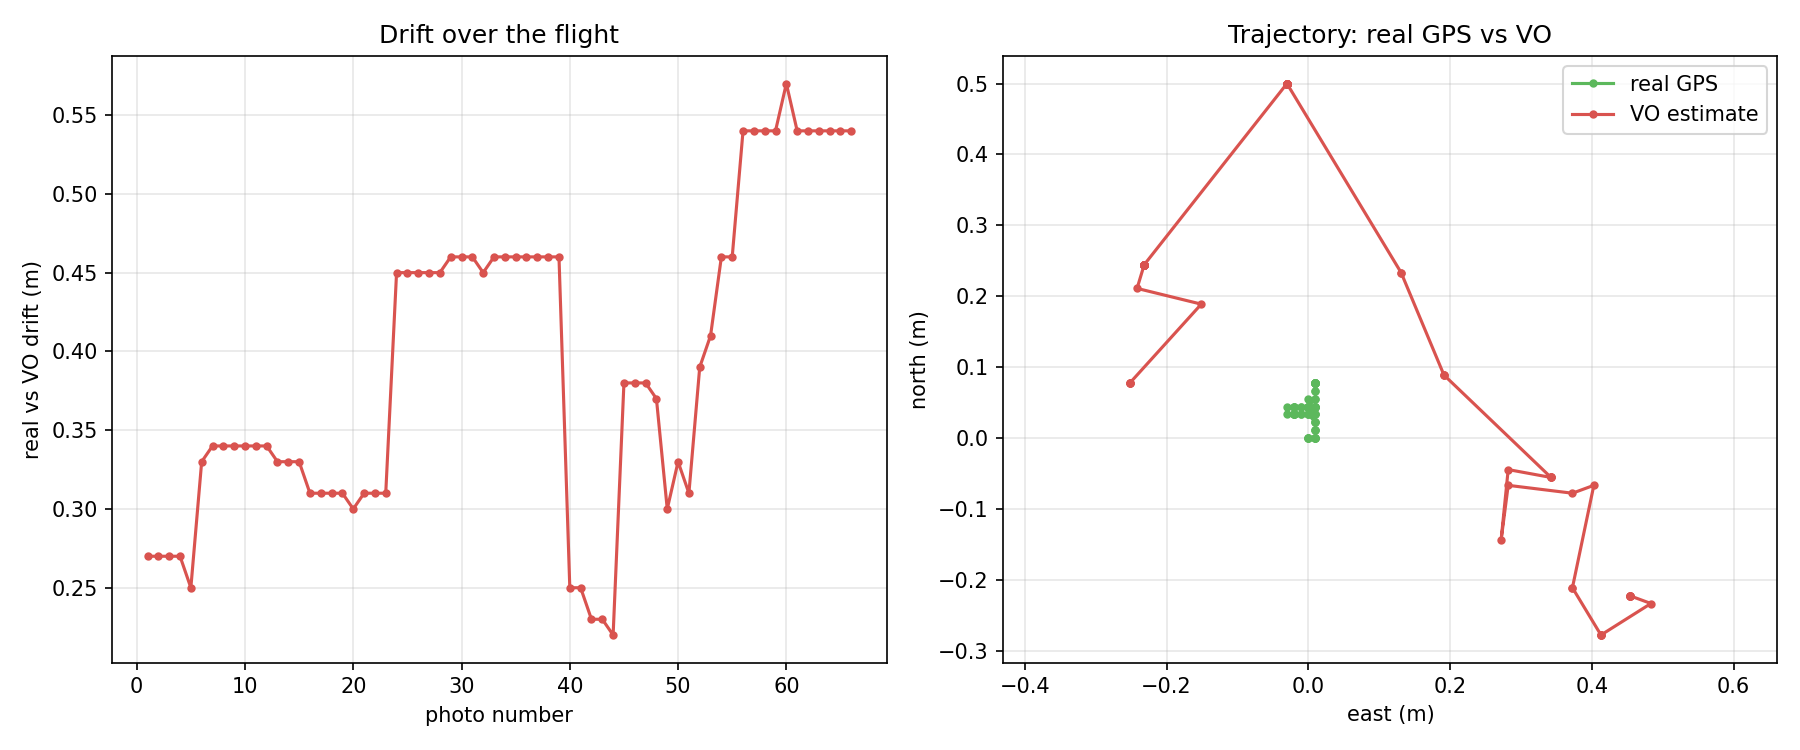 Drift over the flight
real vs VO drift (m)
0.55
0.50
0.45
0.40
0.35
0.30
0.25
0 10 20 30 40 50 60
photo number
Trajectory: real GPS vs VO
real GPS
VO estimate
north (m)
0.5
0.4
0.3
0.2
0.1
0.0
−0.1
−0.2
−0.3
−0.4 −0.2 0.0 0.2 0.4 0.6
east (m)